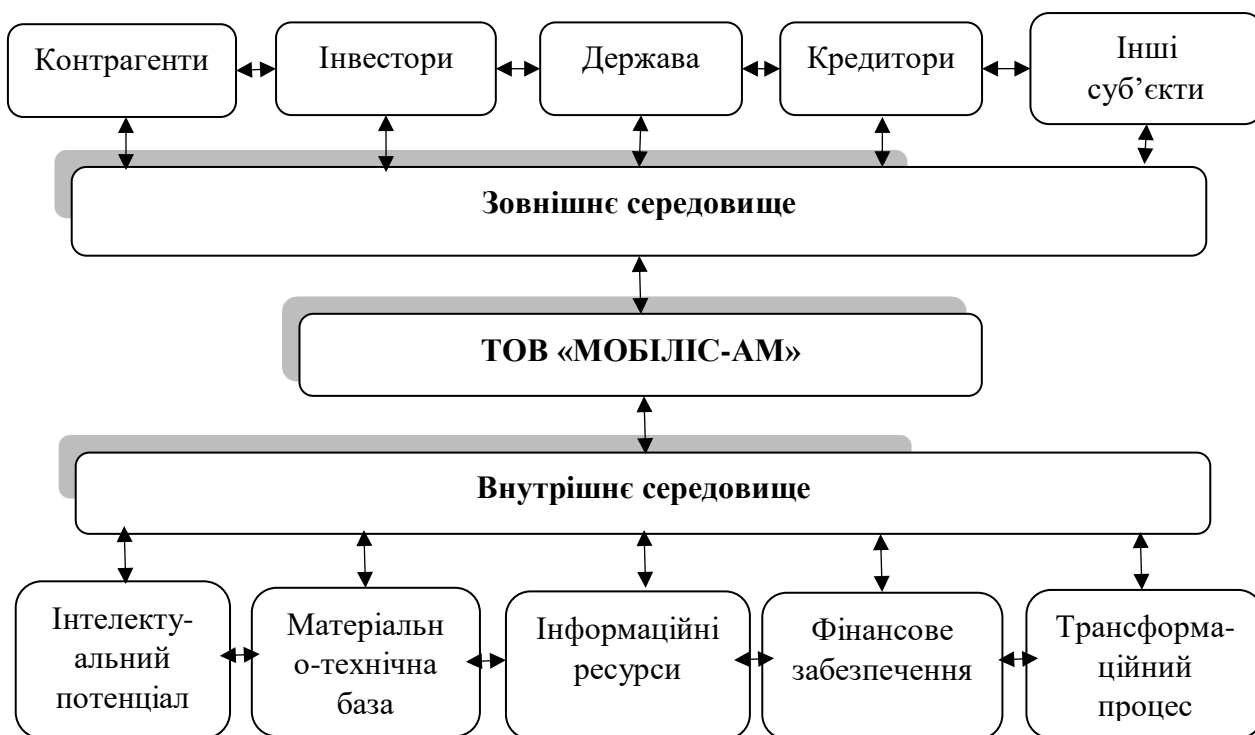 Контрагенти
Інвестори
Держава
Кредитори
Інші
суб’єкти
Зовнішнє середовище
ТОВ «МОБІЛІС-АМ»
Внутрішнє середовище
Інтелекту-
альний
потенціал
Матеріальн
о-технічна
база
Інформаційні
ресурси
Фінансове
забезпечення
Трансформа-
ційний
процес